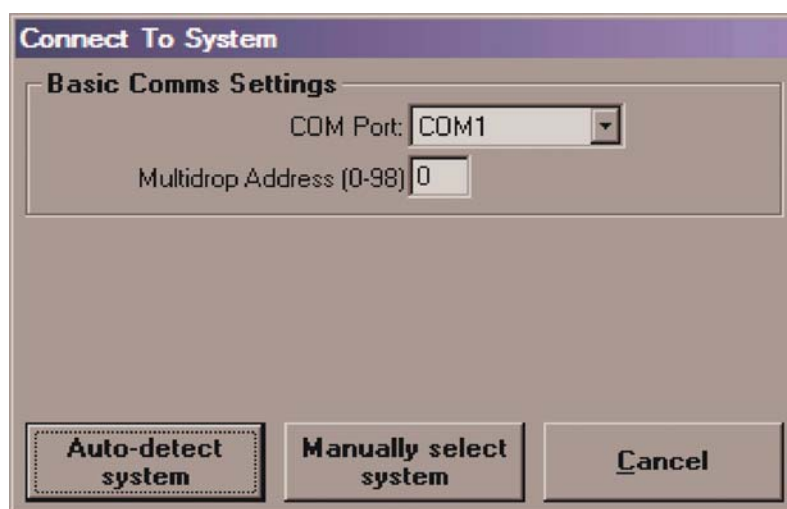 Connect To System
Basic Comms Settings
COM Port: COM1
Multidrop Address (0-98) 0
Auto-detect
system
Manually select
system
Cancel